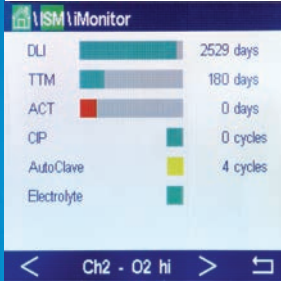 \ISM\iMonitor
DLI 2529 days
TTM 180 days
ACT 0 days
CIP 0 cycles
AutoClave 4 cycles
Electrolyte
< Ch2 - O2 hi >